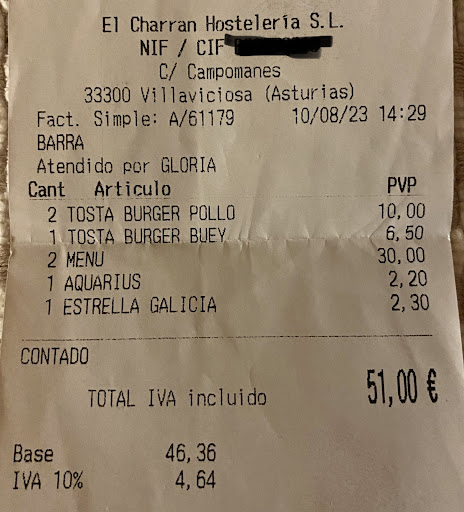 El Charran Hostelería S.L.
NIF / CIF
C/ Campomanes
33300 Villaviciosa (Asturias)
Fact. Simple: A/61179 10/08/23 14:29
BARRA
Atendido por GLORIA
Cant Articulo PVP
2 TOSTA BURGER POLLO 10,00
1 TOSTA BURGER BUEY 6,50
2 MENU 30,00
1 AQUARIUS 2,20
1 ESTRELLA GALICIA 2,30
CONTADO
TOTAL IVA incluido 51,00 €
Base 46,36
IVA 10% 4,64